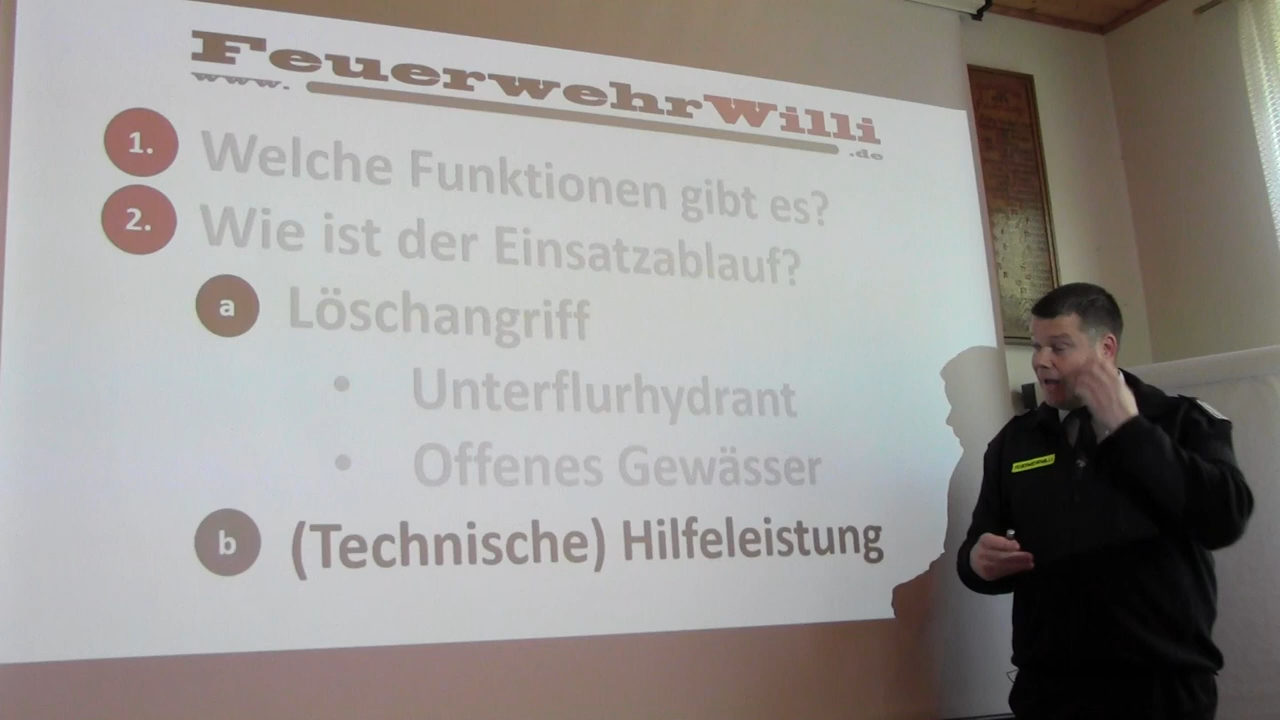 FeuerwehrWilli
www.
.de
1. Welche Funktionen gibt es?
2. Wie ist der Einsatzablauf?
a Löschangriff
• Unterflurhydrant
• Offenes Gewässer
b (Technische) Hilfeleistung